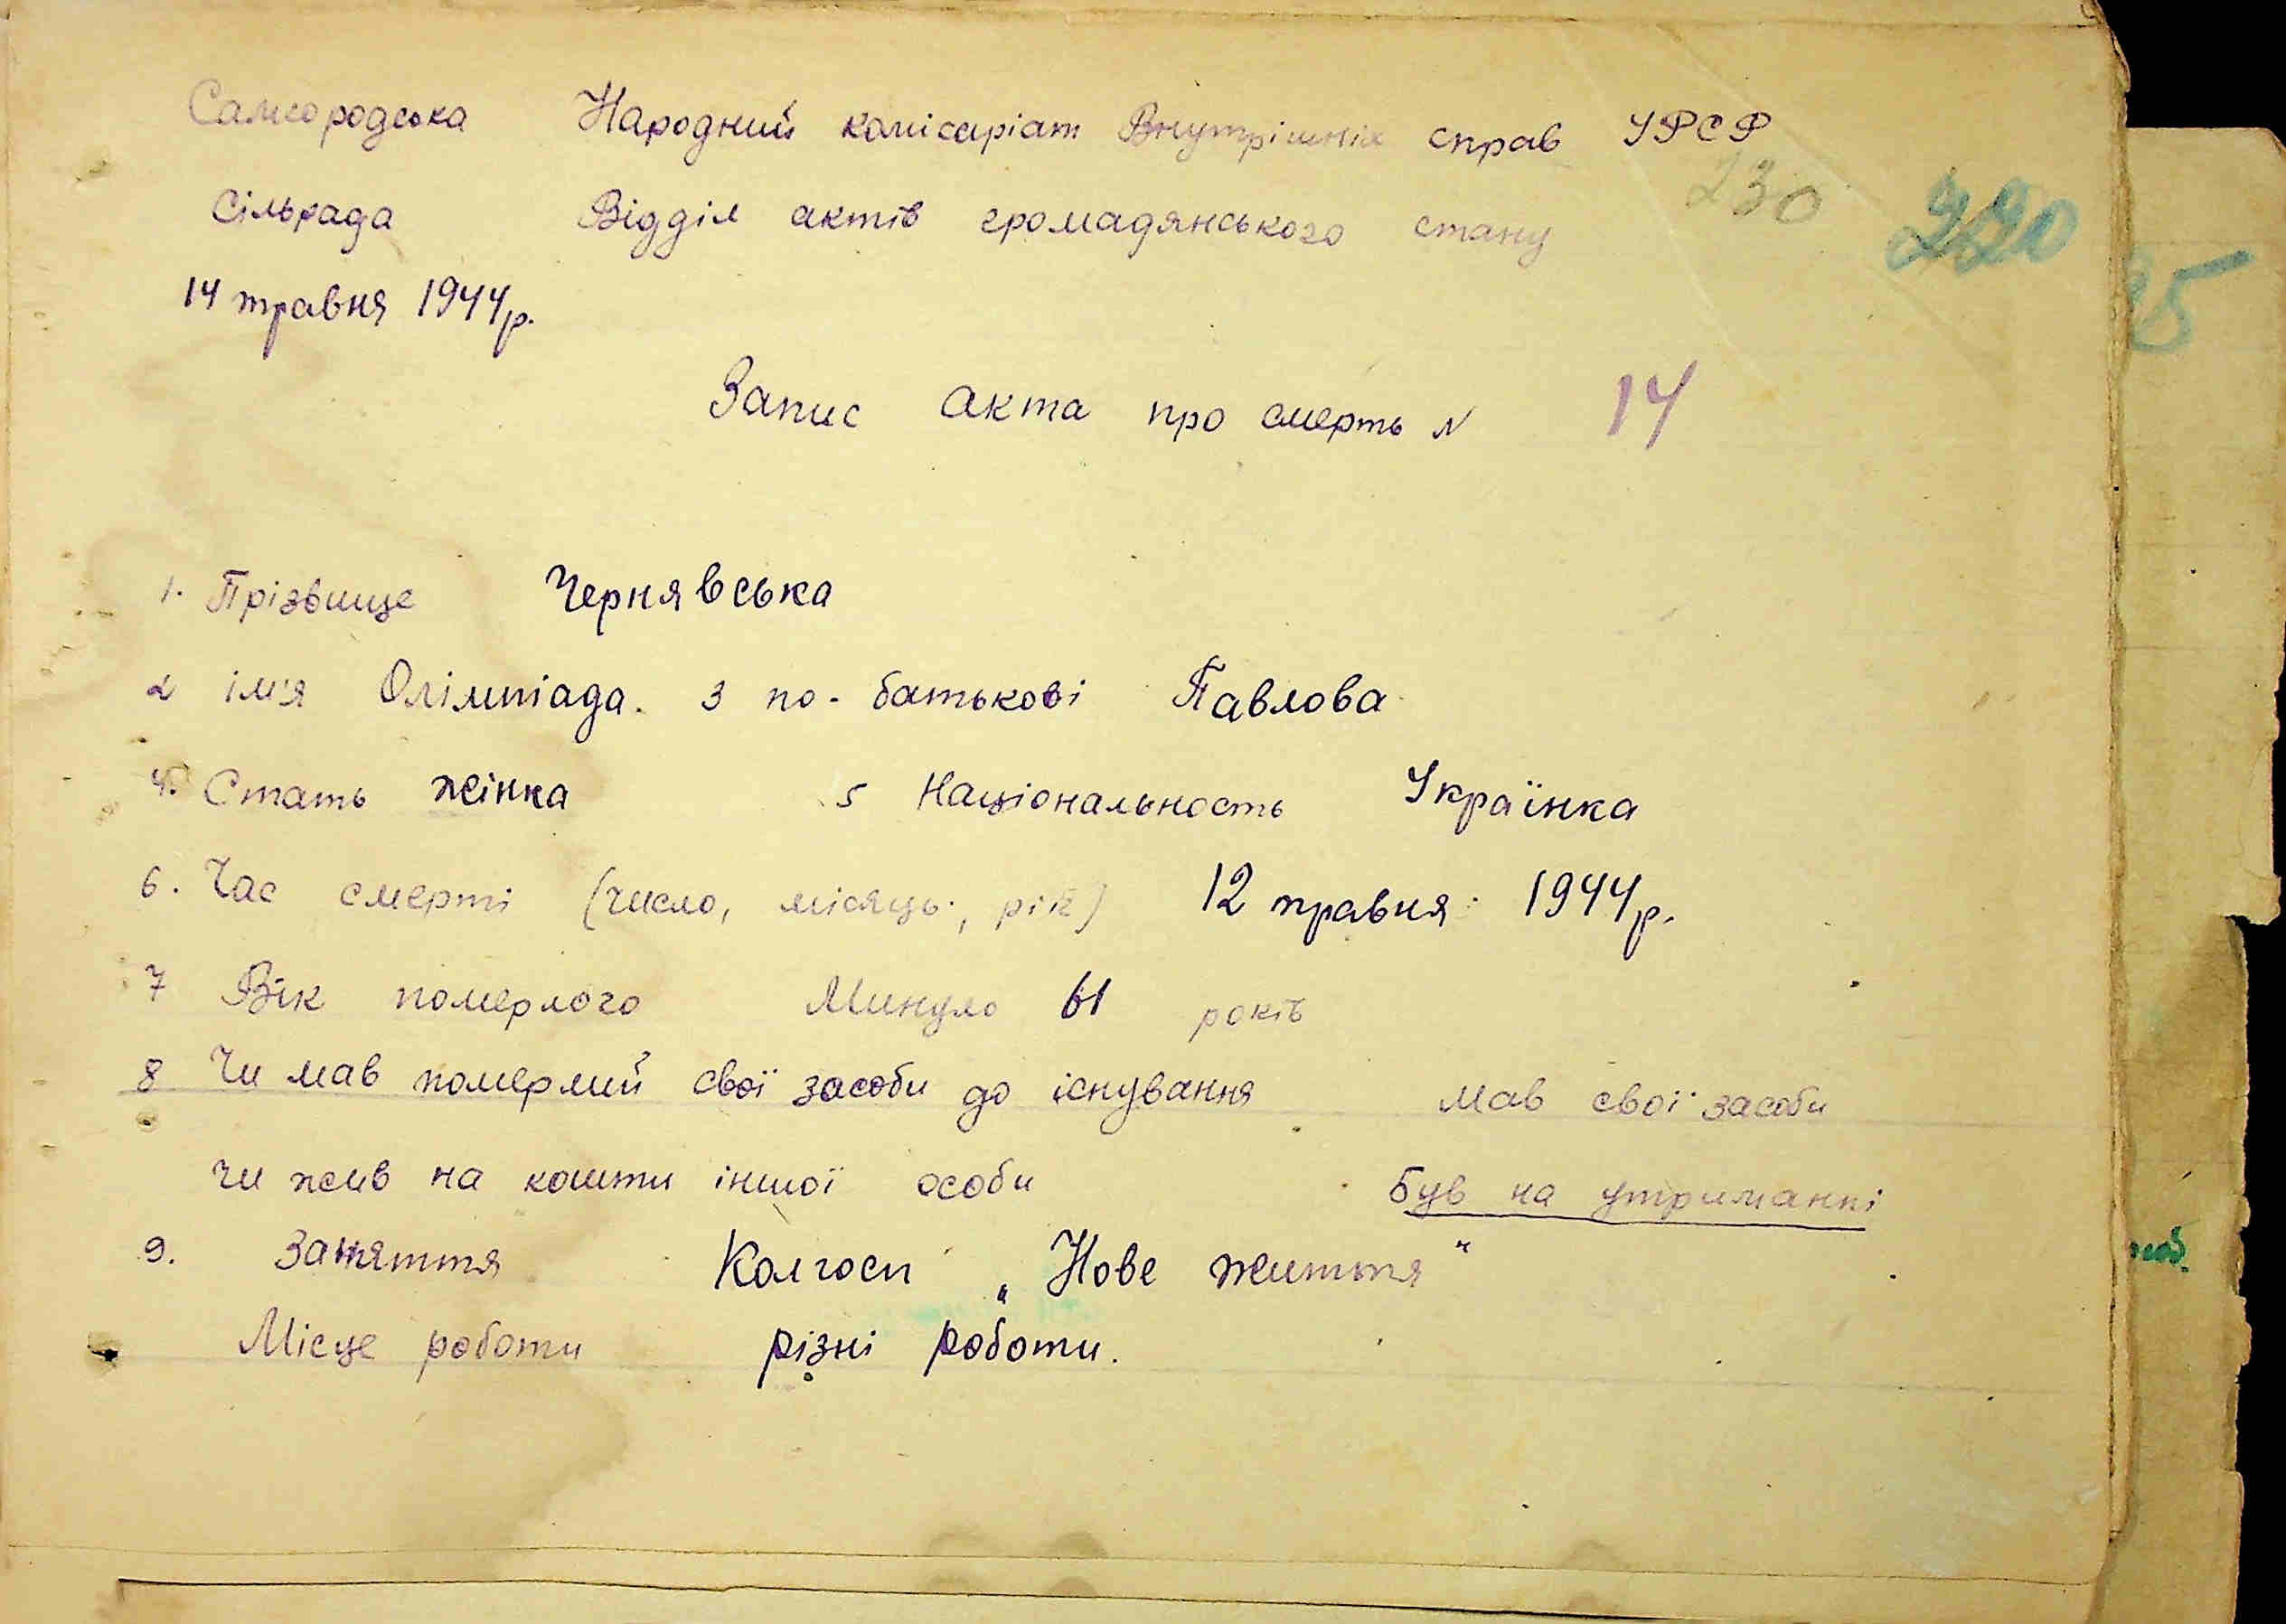 Самгородська Народний комісаріат Внутрішніх справ УРСР
сільрада Відділ актів громадянського стану 230 220
14 травня 1944 р.
Запис акта про смерть N 14
1. Прізвище Чернявська
2 ім'я Олімпіада. 3 по-батькові Павлова
4. Стать жінка 5 Національность Українка
6. Час смерті (число, місяць, рік) 12 травня 1944 р.
7 Вік померлого Минуло 61 років
8 Чи мав помермий свої засоби до існування мав свої засоби
чи жив на кошти іншої особи був на утриманні
9. Заняття Колгосп „Нове життя"
Місце роботи різні роботи.